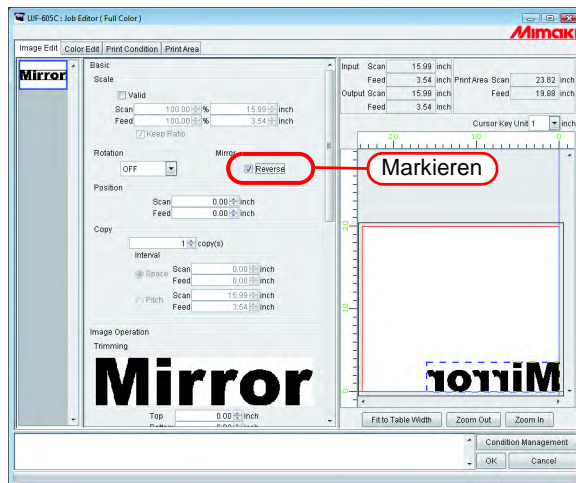 UJF-605C : Job Editor ( Full Color )
Mimaki
Image Edit Color Edit Print Condition Print Area
Mirror
Basic
Scale
Valid
Scan 100.00 % 15.99 inch
Feed 100.00 % 3.54 inch
Keep Ratio
Rotation Mirror
OFF Reverse
Markieren
Position
Scan 0.00 inch
Feed 0.00 inch
Copy
1 copy(s)
Interval
Space Scan 0.00 inch
Feed 0.00 inch
Pitch Scan 15.99 inch
Feed 3.54 inch
Image Operation
Trimming
Mirror
Top 0.00 inch
Input Scan 15.99 inch
Feed 3.54 inch Print Area Scan 23.82 inch
Output Scan 15.99 inch Feed 19.88 inch
Feed 3.54 inch
Cursor Key Unit 1 inch
20 10 0
20
10
0
Mirror
Fit to Table Width Zoom Out Zoom In
Condition Management
OK Cancel